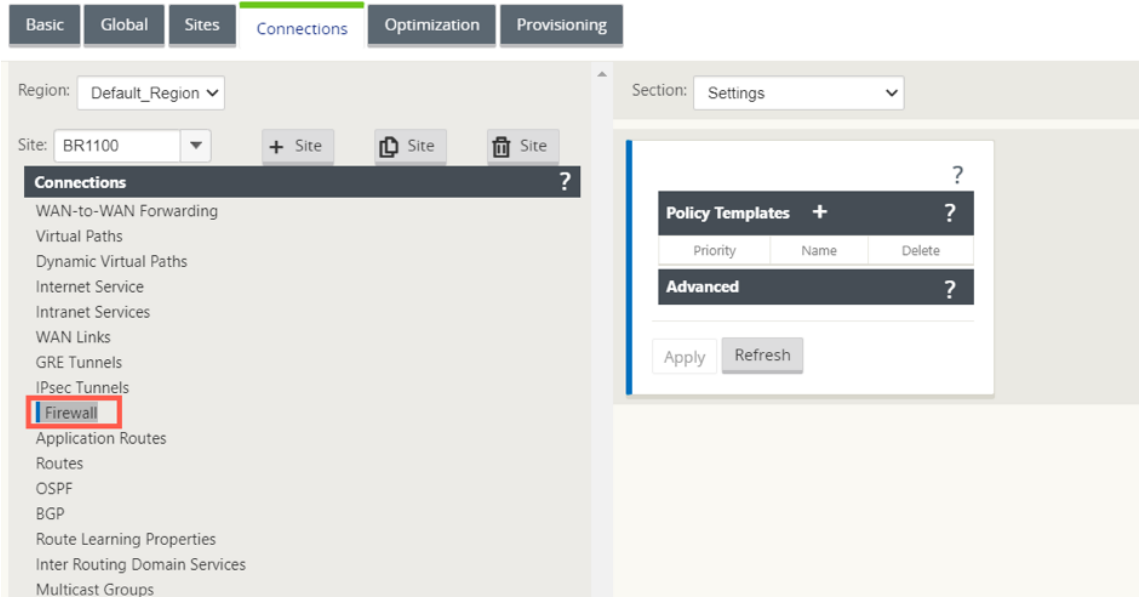 Basic Global Sites Connections Optimization Provisioning
Region: Default_Region
Site: BR1100 + Site Site Site
Connections ?
WAN-to-WAN Forwarding
Virtual Paths
Dynamic Virtual Paths
Internet Service
Intranet Services
WAN Links
GRE Tunnels
IPsec Tunnels
Firewall
Application Routes
Routes
OSPF
BGP
Route Learning Properties
Inter Routing Domain Services
Multicast Groups
Section: Settings
?
Policy Templates + ?
Priority Name Delete
Advanced ?
Apply Refresh